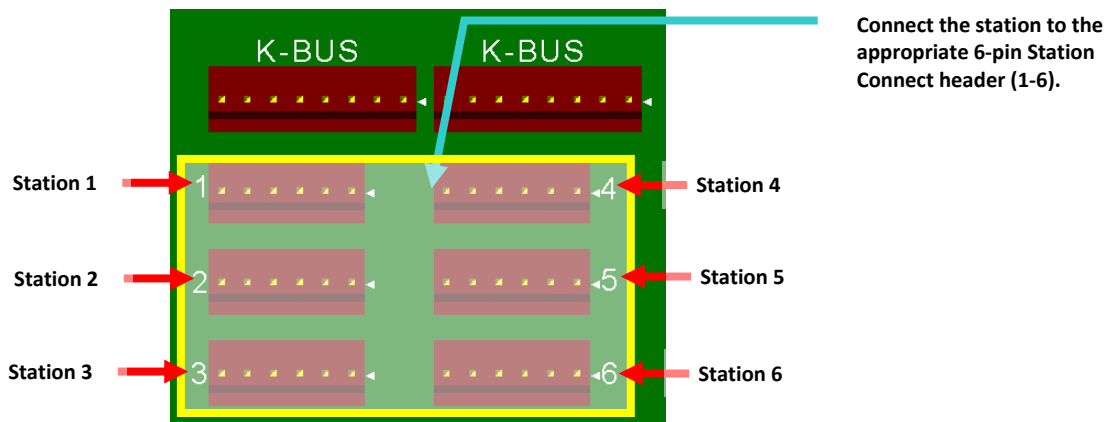 K-BUS K-BUS
Connect the station to the
appropriate 6-pin Station
Connect header (1-6).
Station 1
1
4
Station 4
Station 2
2
5
Station 5
Station 3
3
6
Station 6